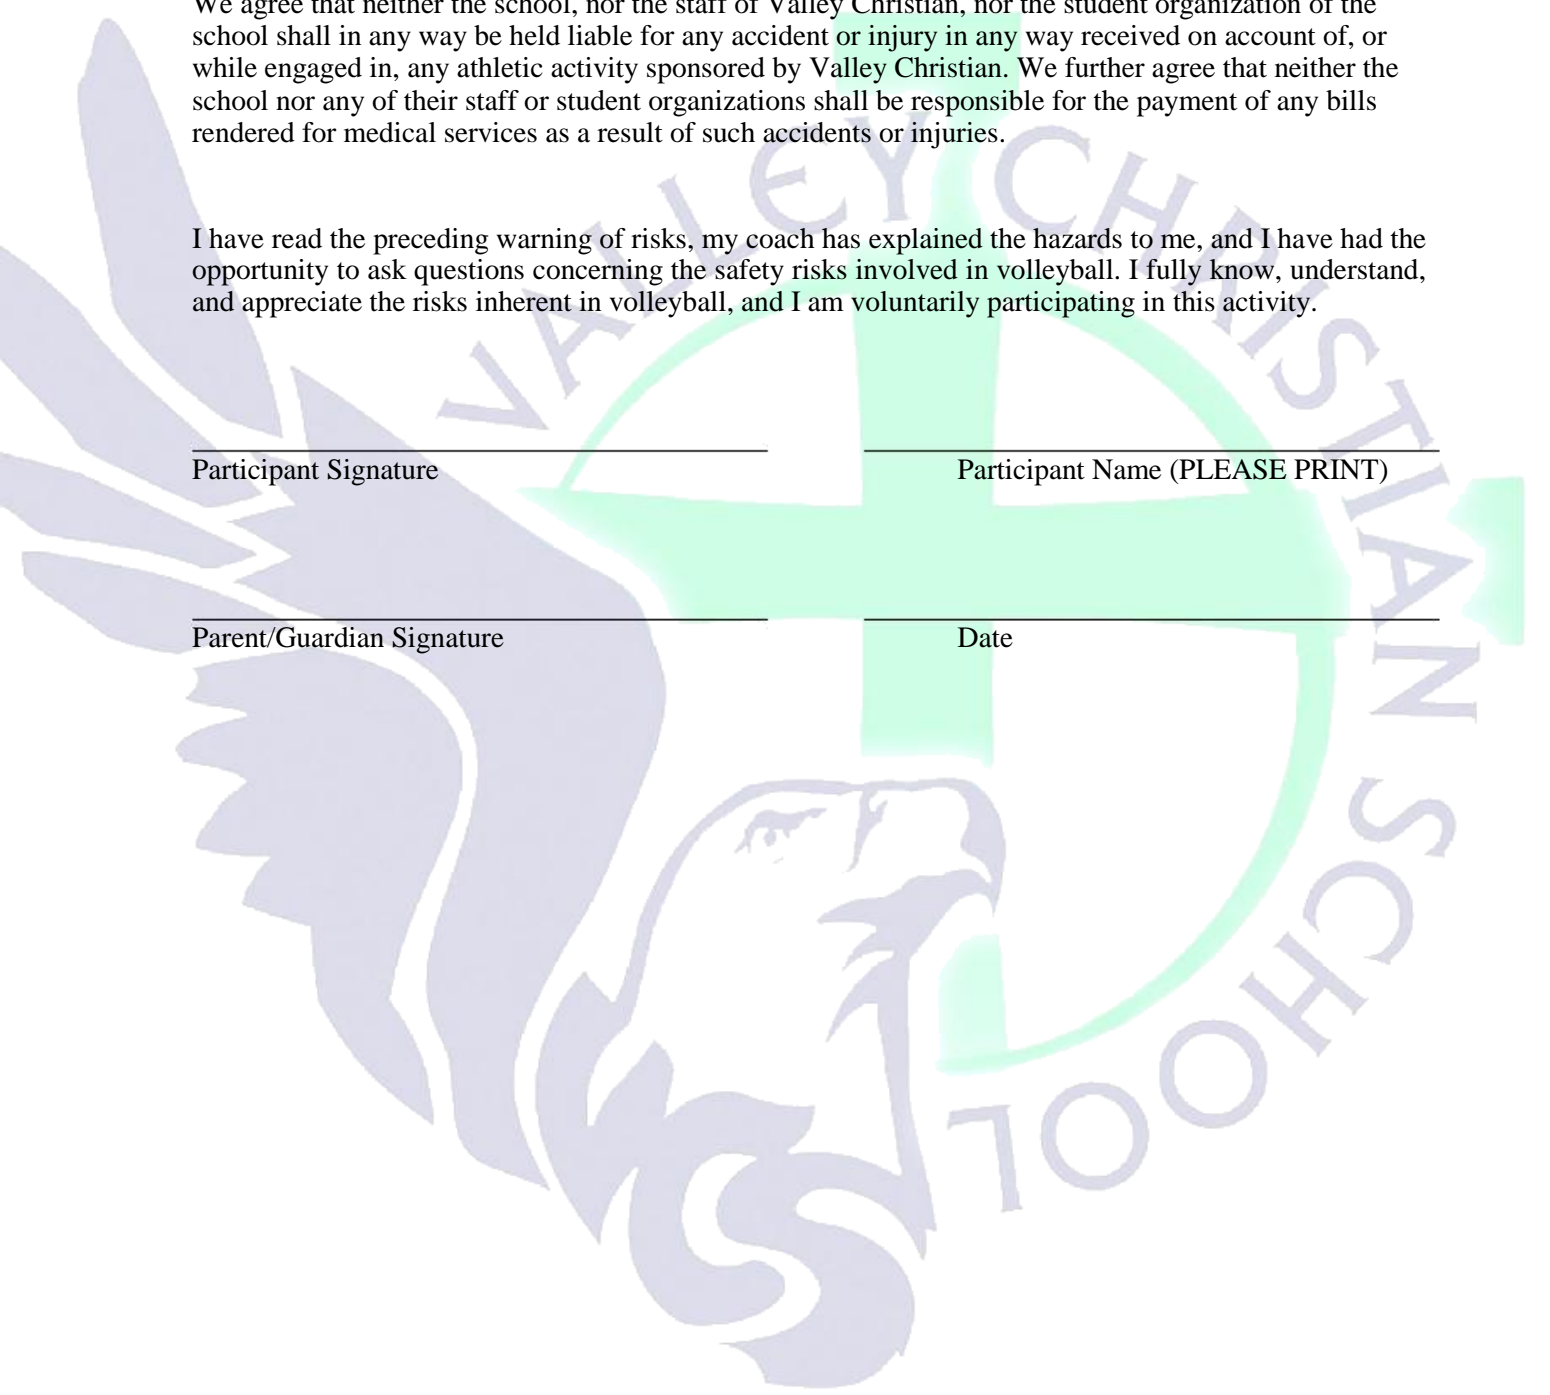 We agree that neither the school, nor the staff of Valley Christian, nor the student organization of the
school shall in any way be held liable for any accident or injury in any way received on account of, or
while engaged in, any athletic activity sponsored by Valley Christian. We further agree that neither the
school nor any of their staff or student organizations shall be responsible for the payment of any bills
rendered for medical services as a result of such accidents or injuries.
I have read the preceding warning of risks, my coach has explained the hazards to me, and I have had the
opportunity to ask questions concerning the safety risks involved in volleyball. I fully know, understand,
and appreciate the risks inherent in volleyball, and I am voluntarily participating in this activity.
Participant Signature
Participant Name (PLEASE PRINT)
Parent/Guardian Signature
Date
VALLEY CHRISTIAN SCHOOL